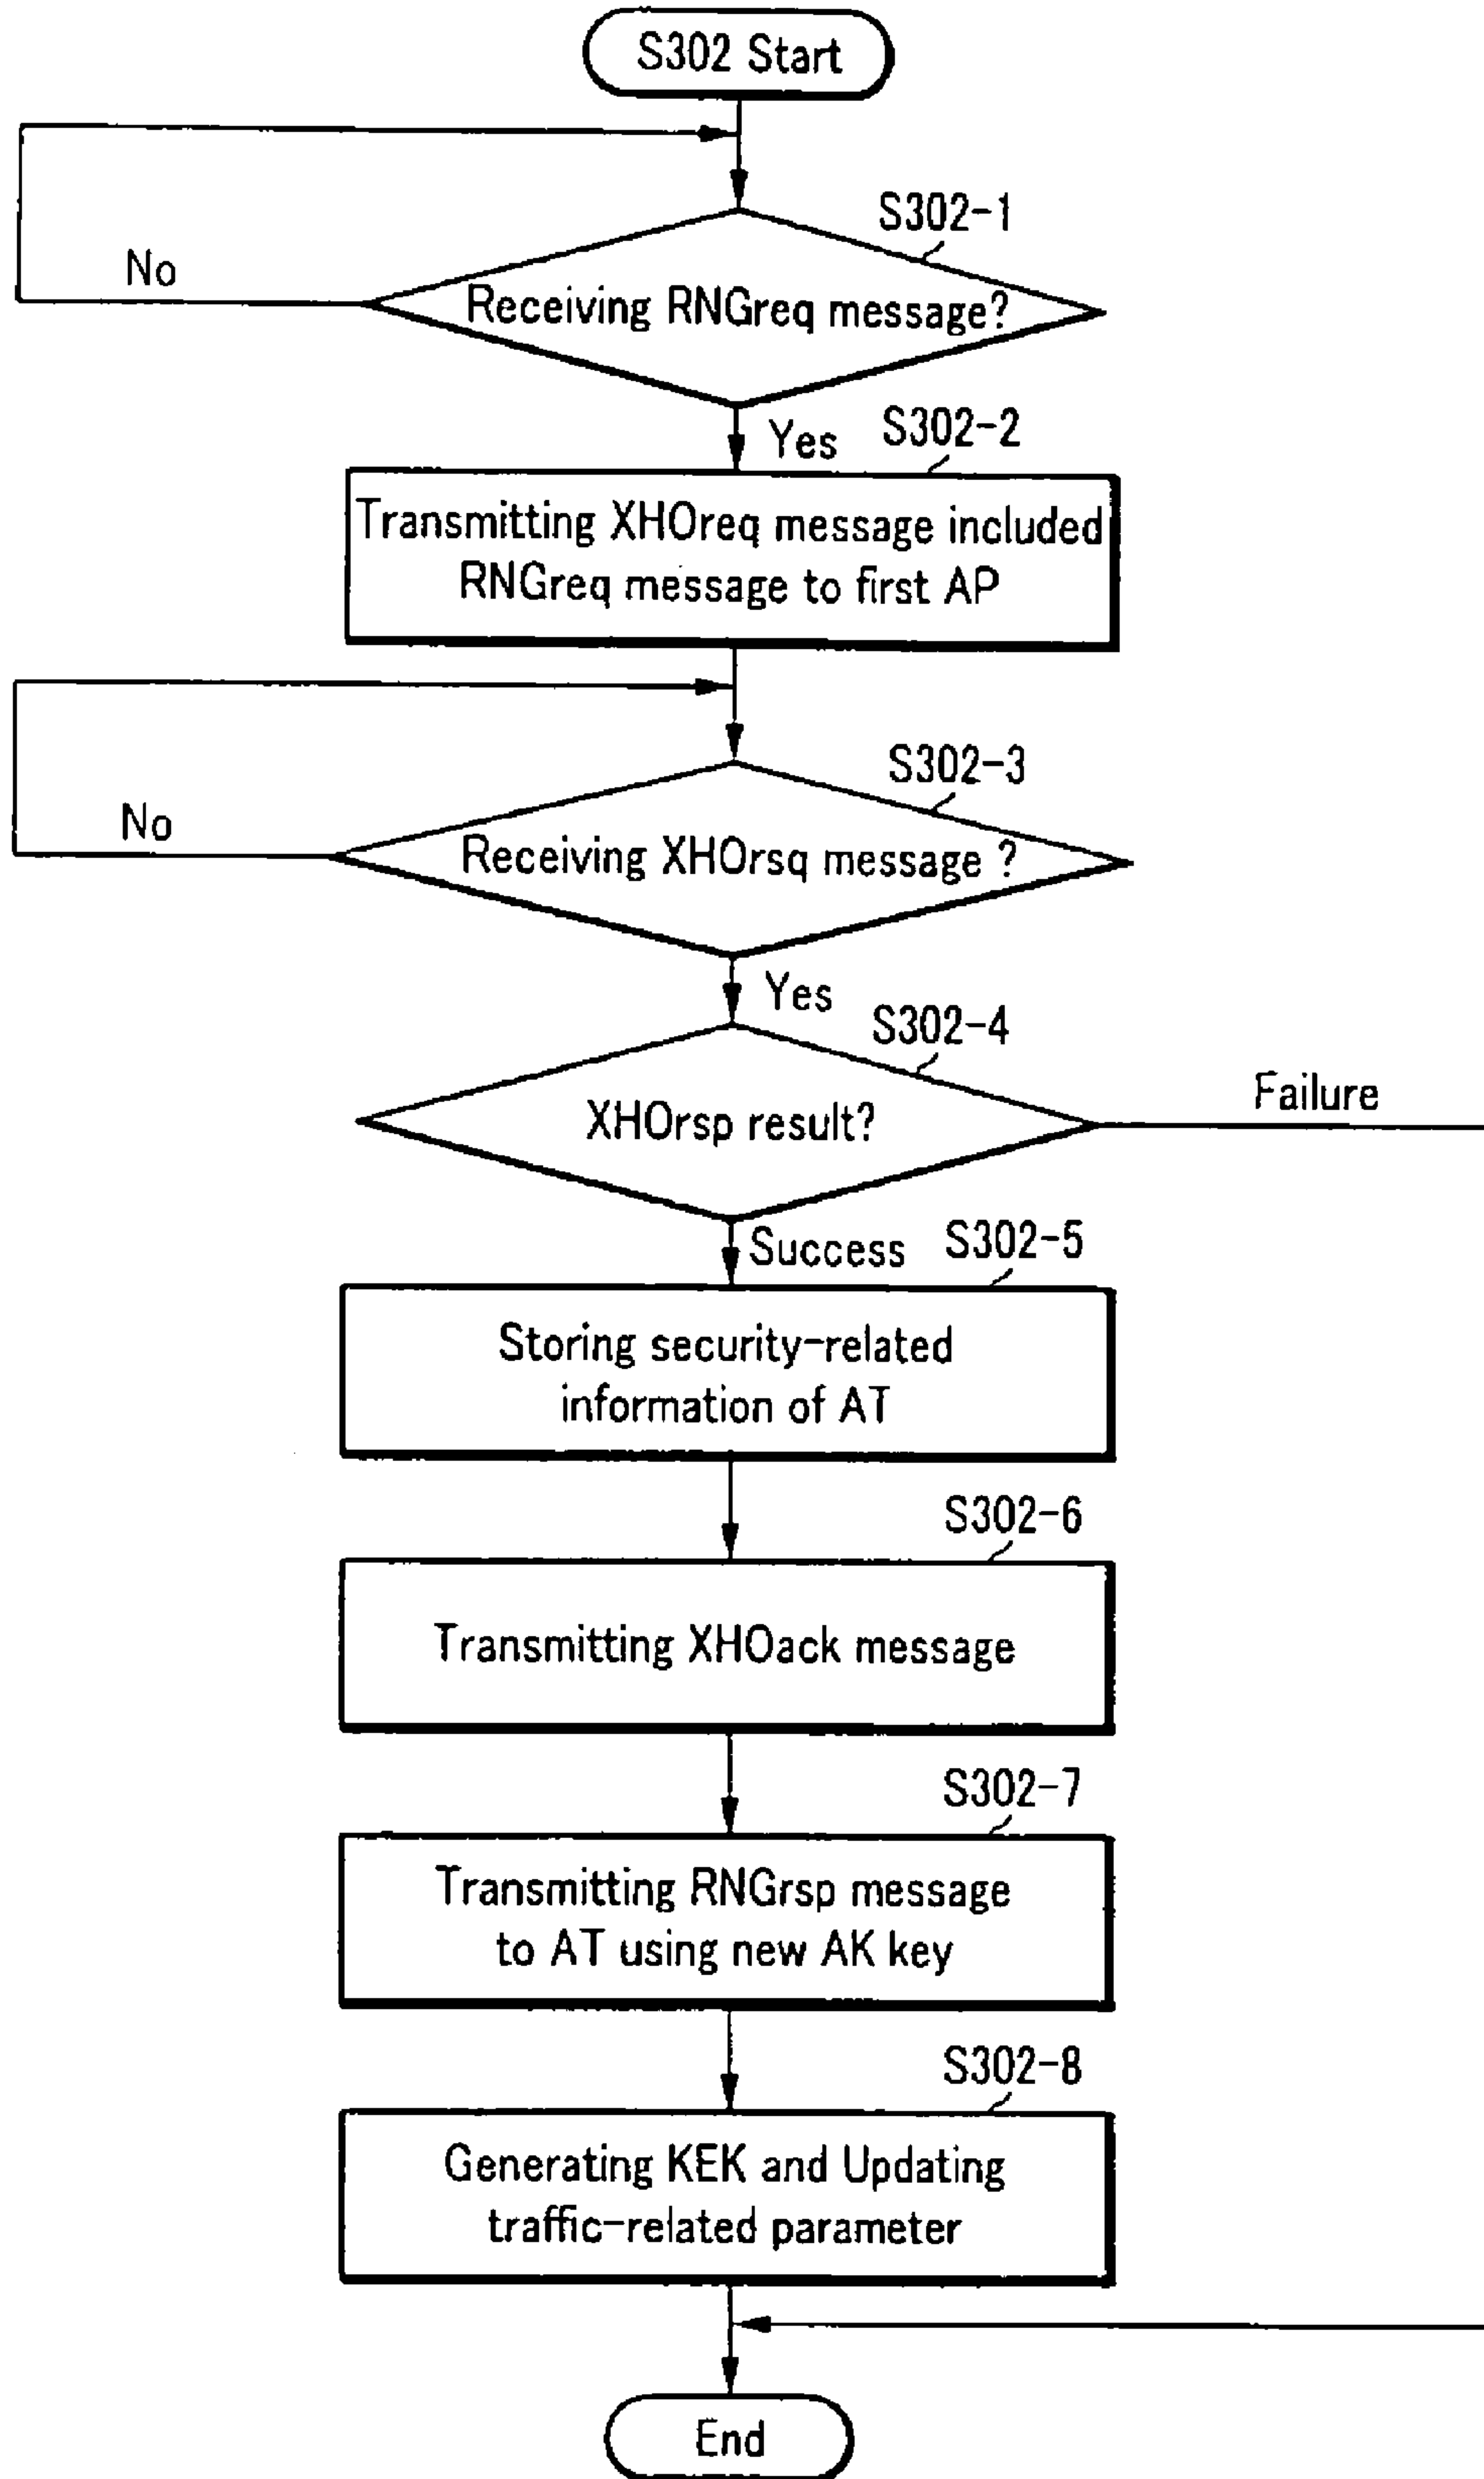 S302 Start
S302-1
No
Receiving RNGreq message?
Yes
S302-2
Transmitting XHOreq message included
RNGreq message to first AP
S302-3
No
Receiving XHOrsq message ?
Yes
S302-4
Failure
XHOrsp result?
Success
S302-5
Storing security-related
information of AT
S302-6
Transmitting XHOack message
S302-7
Transmitting RNGrsp message
to AT using new AK key
S302-8
Generating KEK and Updating
traffic-related parameter
End